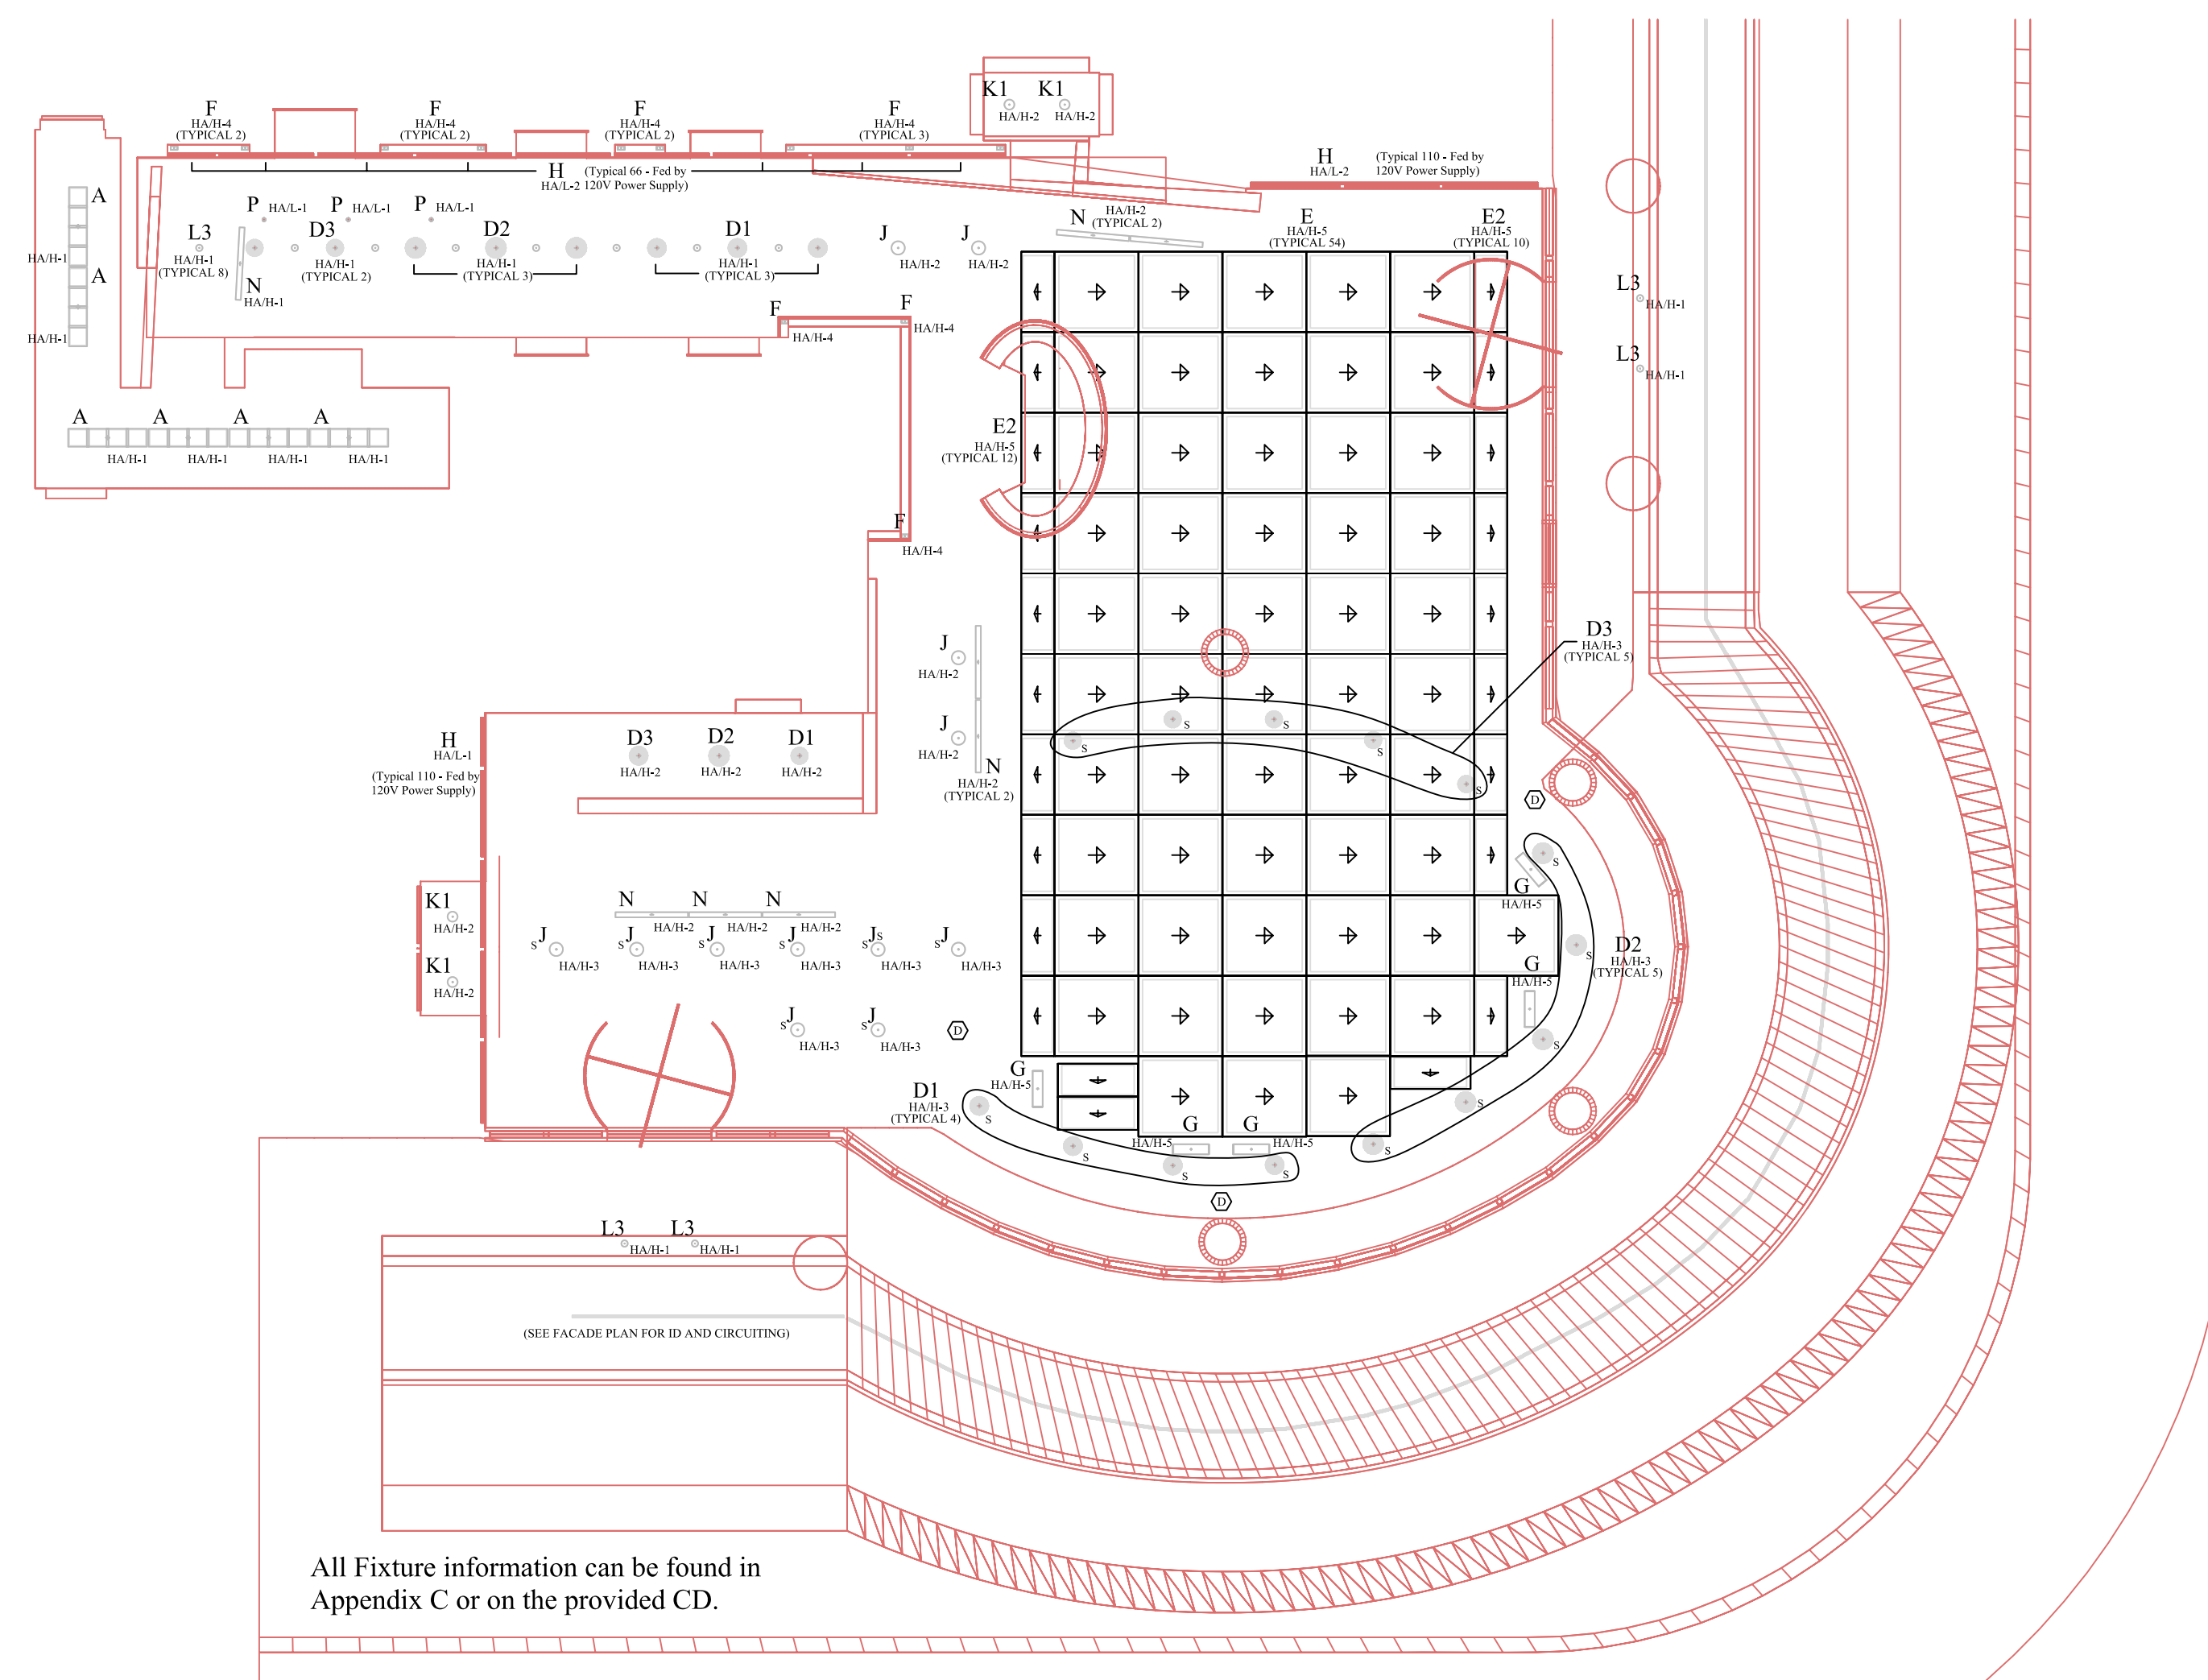 K1 K1
HA/H-2 HA/H-2
F F F F
HA/H-4 HA/H-4 HA/H-4 HA/H-4
(TYPICAL 2) (TYPICAL 2) (TYPICAL 2) (TYPICAL 3)
H (Typical 66 - Fed by
HA/L-2 120V Power Supply)
H (Typical 110 - Fed by
HA/L-2 120V Power Supply)
A
P HA/L-1 P HA/L-1 P HA/L-1
L3
HA/H-1
(TYPICAL 8)
D3
HA/H-1
(TYPICAL 2)
D2
HA/H-1
(TYPICAL 3)
D1
HA/H-1
(TYPICAL 3)
J J
HA/H-2 HA/H-2
N HA/H-2
(TYPICAL 2)
E
HA/H-5
(TYPICAL 54)
E2
HA/H-5
(TYPICAL 10)
HA/H-1
A
N
HA/H-1
HA/H-1
L3
HA/H-1
L3
HA/H-1
F
HA/H-4
F
HA/H-4
A A A A
HA/H-1 HA/H-1 HA/H-1 HA/H-1
E2
HA/H-5
(TYPICAL 12)
F
HA/H-4
D3
HA/H-3
(TYPICAL 5)
J
HA/H-2
J
HA/H-2
N
HA/H-2
(TYPICAL 2)
S S
S S
S
H
HA/L-1
(Typical 110 - Fed by
120V Power Supply)
D3 D2 D1
HA/H-2 HA/H-2 HA/H-2
D
S
G
HA/H-5
K1
HA/H-2
N N N
HA/H-2 HA/H-2 HA/H-2
S J S J S J S J S J S S J
HA/H-3 HA/H-3 HA/H-3 HA/H-3 HA/H-3 HA/H-3
K1
HA/H-2
S
D2
HA/H-3
(TYPICAL 5)
G
HA/H-5
S J S J
HA/H-3 HA/H-3
D
S
G
HA/H-5
D1
HA/H-3
(TYPICAL 4)
S
S
G G
HA/H-5 HA/H-5
S S S S
D
L3 L3
HA/H-1 HA/H-1
(SEE FACADE PLAN FOR ID AND CIRCUITING)
All Fixture information can be found in
Appendix C or on the provided CD.